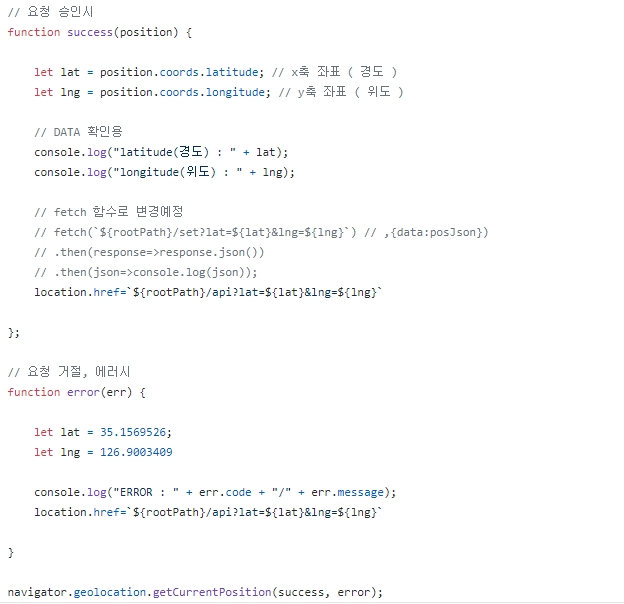 // 요청 승인시
function success(position) {
let lat = position.coords.latitude; // x축 좌표 ( 경도 )
let lng = position.coords.longitude; // y축 좌표 ( 위도 )
// DATA 확인용
console.log("latitude(경도) : " + lat);
console.log("longitude(위도) : " + lng);
// fetch 함수로 변경예정
// fetch(`${rootPath}/set?lat=${lat}&lng=${lng}`) // ,{data:posJson})
// .then(response=>response.json())
// .then(json=>console.log(json));
location.href=`${rootPath}/api?lat=${lat}&lng=${lng}`
};
// 요청 거절, 에러시
function error(err) {
let lat = 35.1569526;
let lng = 126.9003409
console.log("ERROR : " + err.code + "/" + err.message);
location.href=`${rootPath}/api?lat=${lat}&lng=${lng}`
}
navigator.geolocation.getCurrentPosition(success, error);